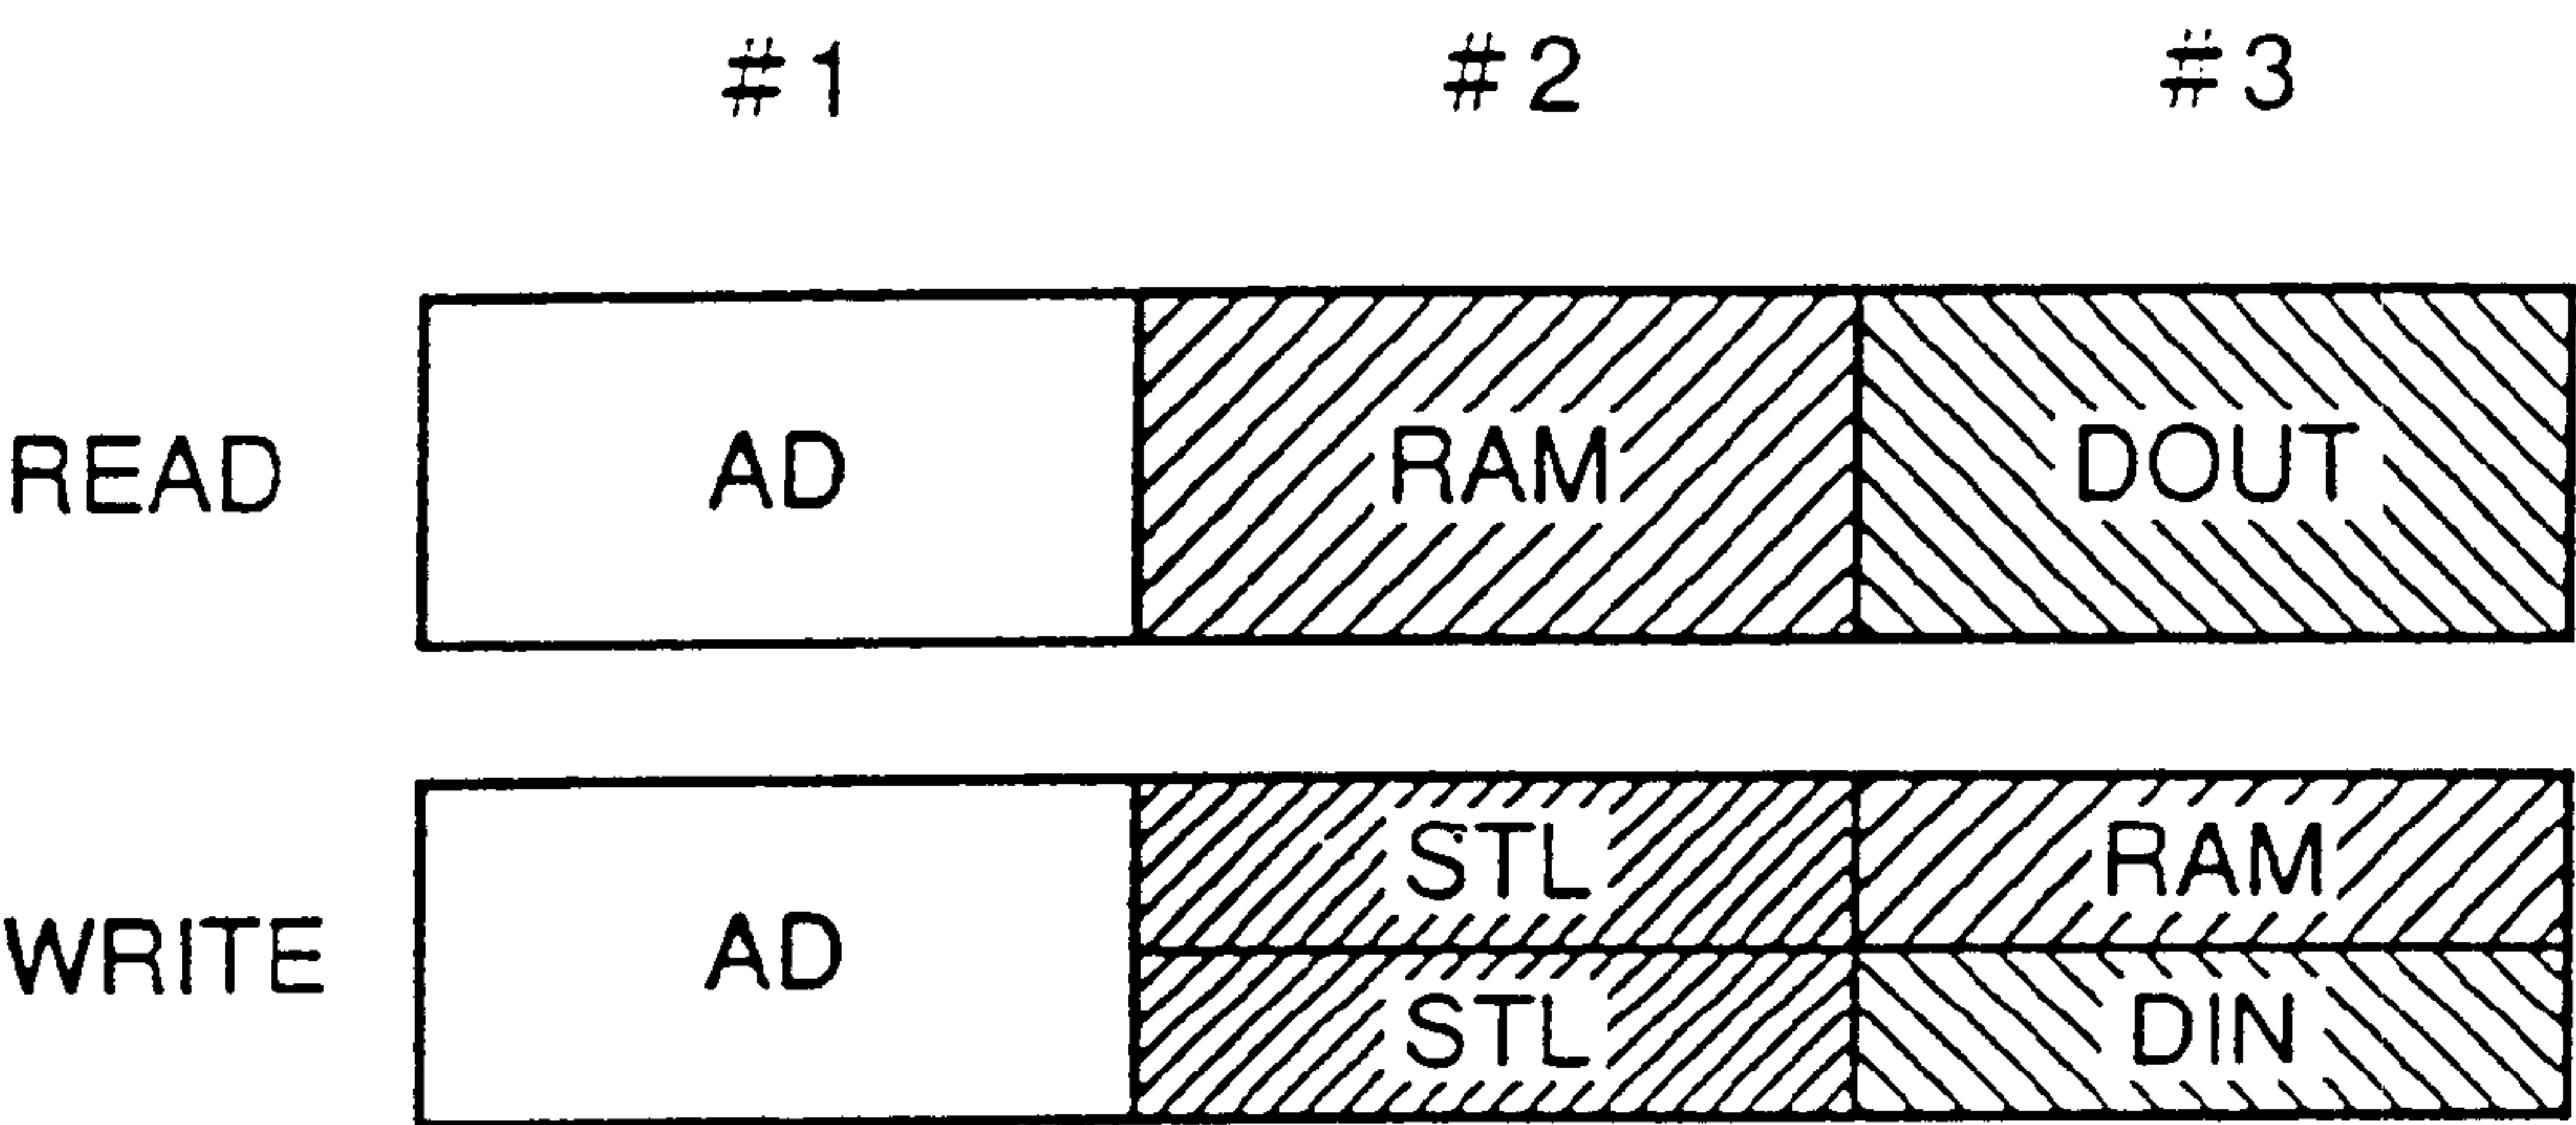 #1 #2 #3
READ AD RAM DOUT
STL RAM
WRITE AD
STL DIN